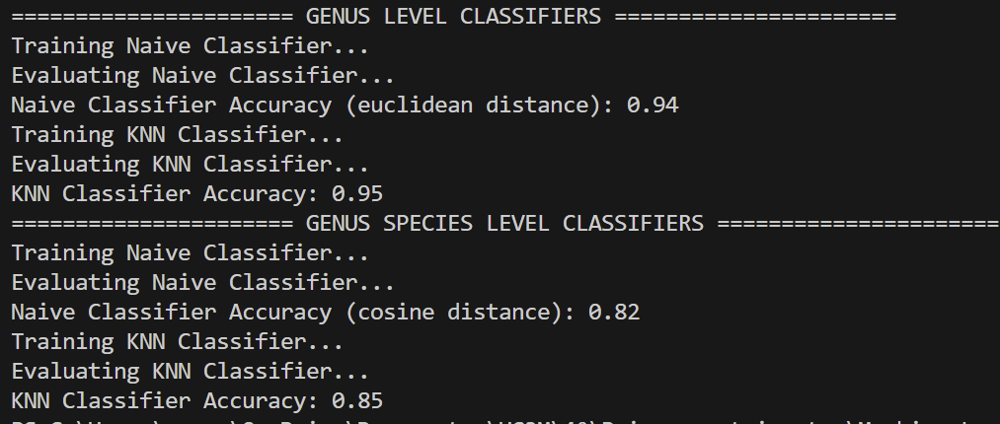 ====================== GENUS LEVEL CLASSIFIERS ======================
Training Naive Classifier...
Evaluating Naive Classifier...
Naive Classifier Accuracy (euclidean distance): 0.94
Training KNN Classifier...
Evaluating KNN Classifier...
KNN Classifier Accuracy: 0.95
====================== GENUS SPECIES LEVEL CLASSIFIERS ======================
Training Naive Classifier...
Evaluating Naive Classifier...
Naive Classifier Accuracy (cosine distance): 0.82
Training KNN Classifier...
Evaluating KNN Classifier...
KNN Classifier Accuracy: 0.85